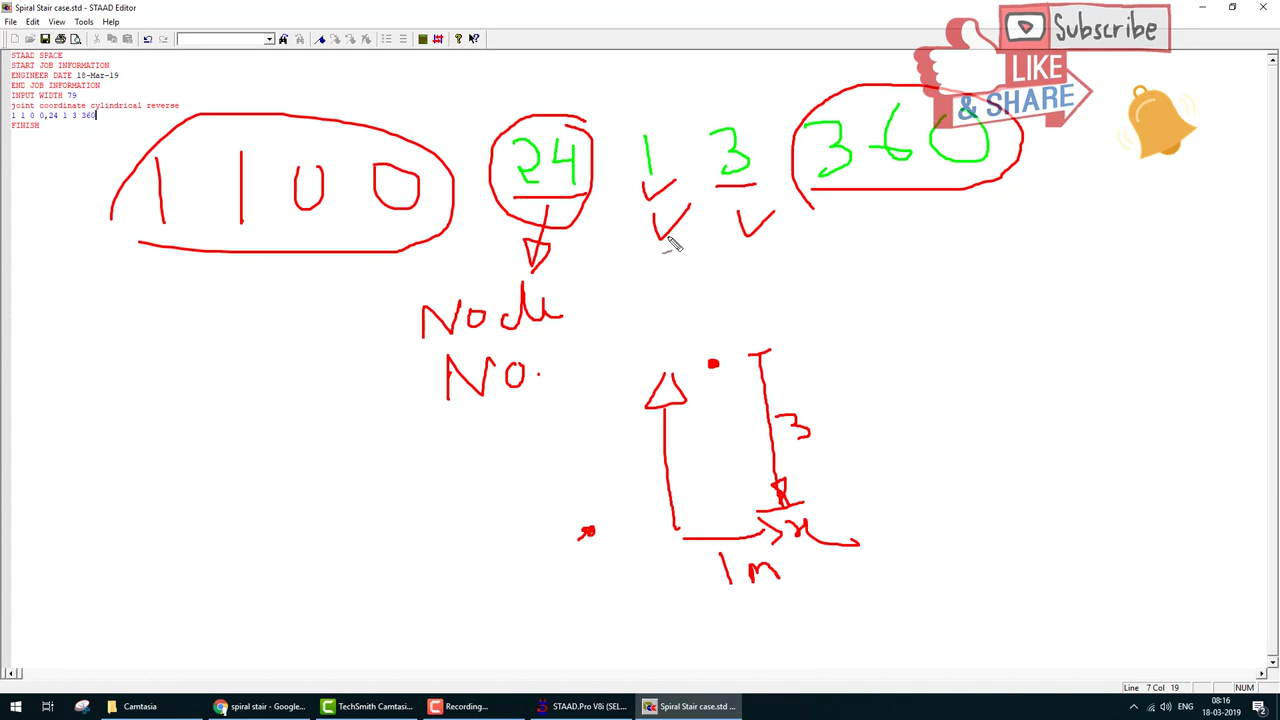 Spiral Stair case.std - STAAD Editor
File Edit View Tools Help
STAAD SPACE
START JOB INFORMATION
ENGINEER DATE 18-Mar-19
END JOB INFORMATION
INPUT WIDTH 79
joint coordinate cylindrical reverse
1 1 0 0,24 1 3 360
FINISH
Subscribe
LIKE
& SHARE
1 1 0 0 24 1 3 360
Node
No.
3
x
1m
Line 7 Col 19 NUM
Camtasia
spiral stair - Google...
TechSmith Camtasi...
Recording...
STAAD.Pro V8i (SEL...
Spiral Stair case.std ...
ENG
08:16
18-03-2019
2